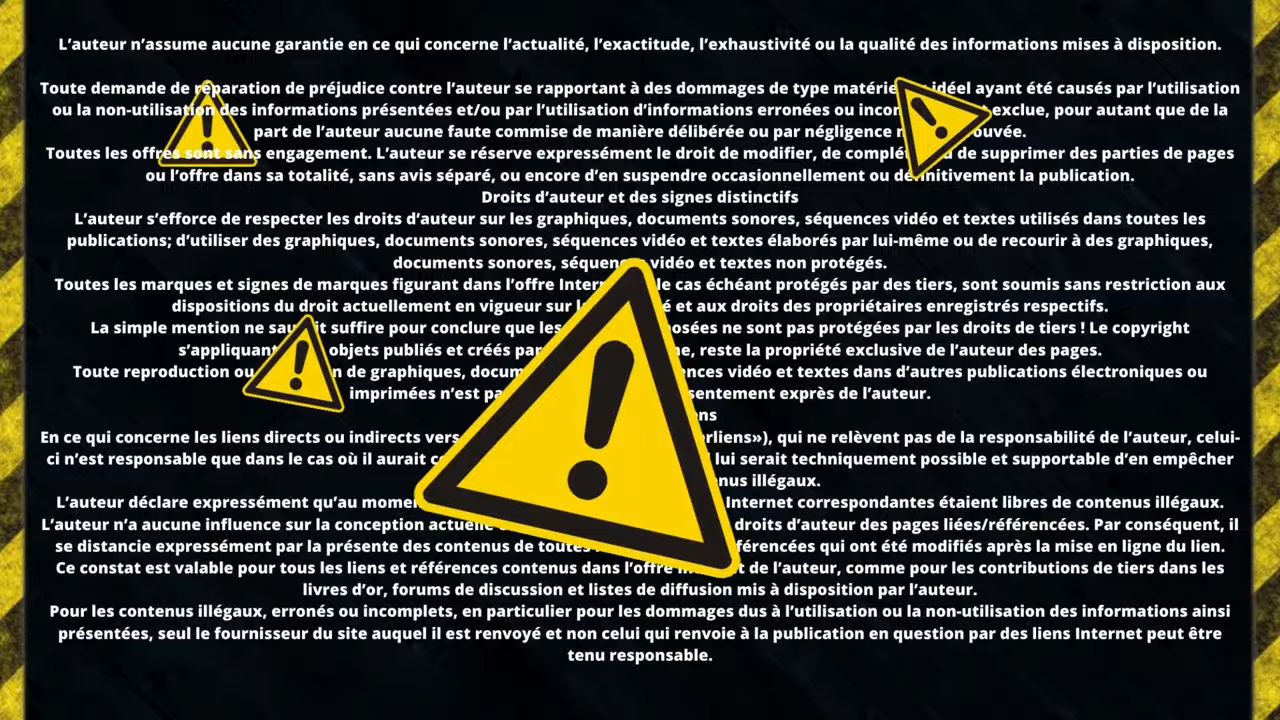 L’auteur n’assume aucune garantie en ce qui concerne l’actualité, l’exactitude, l’exhaustivité ou la qualité des informations mises à disposition.
Toute demande de réparation de préjudice contre l’auteur se rapportant à des dommages de type matérie idéel ayant été causés par l’utilisation
ou la non-utilisation des informations présentées et/ou par l’utilisation d’informations erronées ou incom exclue, pour autant que de la
part de l’auteur aucune faute commise de manière délibérée ou par négligence
Toutes les offres sont sans engagement. L’auteur se réserve expressément le droit de modifier, de complét de supprimer des parties de pages
ou l’offre dans sa totalité, sans avis séparé, ou encore d’en suspendre occasionnellement ou définitivement la publication.
Droits d’auteur et des signes distinctifs
L’auteur s’efforce de respecter les droits d’auteur sur les graphiques, documents sonores, séquences vidéo et textes utilisés dans toutes les
publications; d’utiliser des graphiques, documents sonores, séquences vidéo et textes élaborés par lui-même ou de recourir à des graphiques,
documents sonores, séquences vidéo et textes non protégés.
Toutes les marques et signes de marques figurant dans l’offre Inter le cas échéant protégés par des tiers, sont soumis sans restriction aux
dispositions du droit actuellement en vigueur sur et aux droits des propriétaires enregistrés respectifs.
La simple mention ne saurait suffire pour conclure que les ne sont pas protégées par les droits de tiers ! Le copyright
s’appliquant objets publiés et créés par reste la propriété exclusive de l’auteur des pages.
Toute reproduction ou de graphiques, docum vidéo et textes dans d’autres publications électroniques ou
imprimées n’est pa exprès de l’auteur.
ens
En ce qui concerne les liens directs ou indirects vers erliens»), qui ne relèvent pas de la responsabilité de l’auteur, celui-
ci n’est responsable que dans le cas où il aurait lui serait techniquement possible et supportable d’en empêcher
illégaux.
L’auteur déclare expressément qu’au momen Internet correspondantes étaient libres de contenus illégaux.
L’auteur n’a aucune influence sur la conception actuelle droits d’auteur des pages liées/référencées. Par conséquent, il
se distancie expressément par la présente des contenus de toutes férencées qui ont été modifiés après la mise en ligne du lien.
Ce constat est valable pour tous les liens et références contenus dans l’offre de l’auteur, comme pour les contributions de tiers dans les
livres d’or, forums de discussion et listes de diffusion mis à disposition par l’auteur.
Pour les contenus illégaux, erronés ou incomplets, en particulier pour les dommages dus à l’utilisation ou la non-utilisation des informations ainsi
présentées, seul le fournisseur du site auquel il est renvoyé et non celui qui renvoie à la publication en question par des liens Internet peut être
tenu responsable.